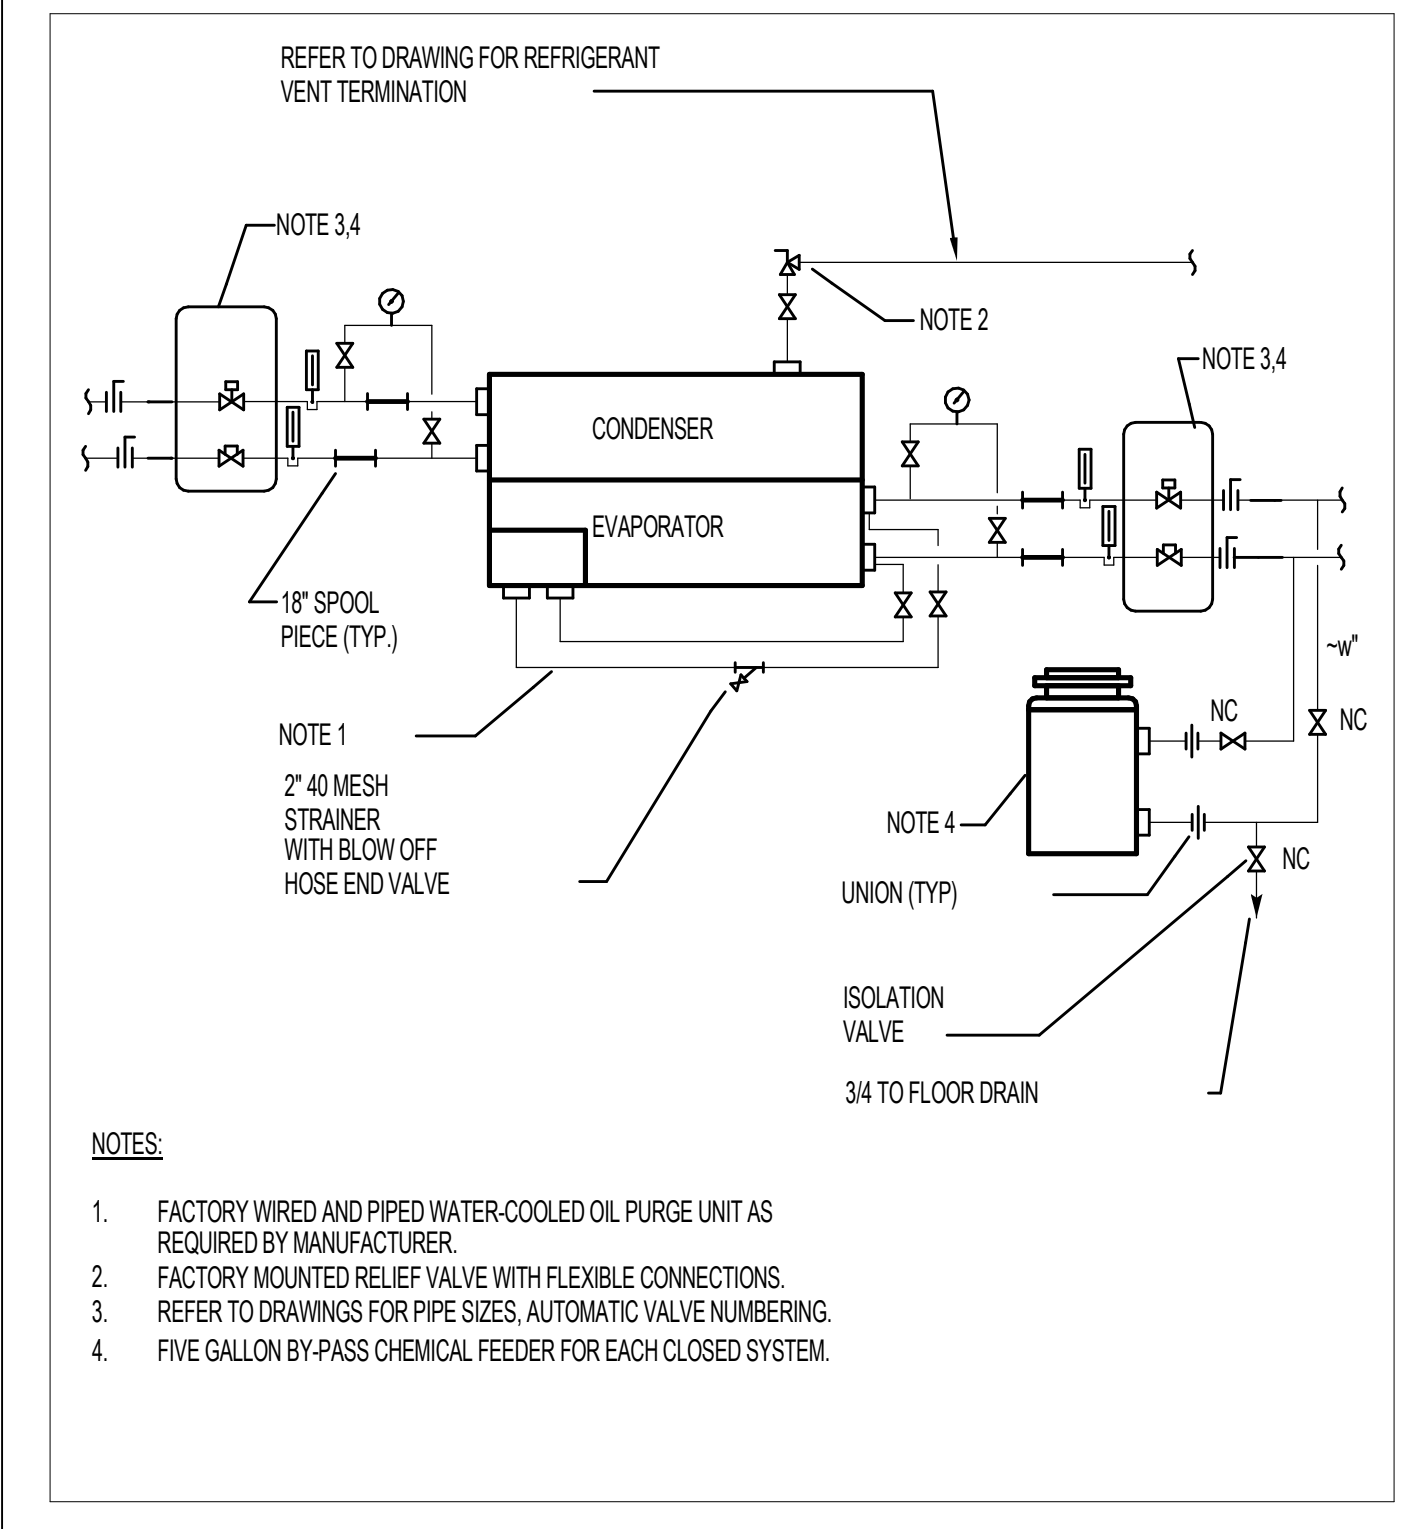 REFER TO DRAWING FOR REFRIGERANT
VENT TERMINATION
NOTE 3,4
NOTE 2
NOTE 3,4
CONDENSER
EVAPORATOR
18" SPOOL
PIECE (TYP.)
~w"
NOTE 1
NC
NC
2" 40 MESH
STRAINER
WITH BLOW OFF
HOSE END VALVE
NOTE 4
NC
UNION (TYP)
ISOLATION
VALVE
3/4 TO FLOOR DRAIN
NOTES:
1. FACTORY WIRED AND PIPED WATER-COOLED OIL PURGE UNIT AS
REQUIRED BY MANUFACTURER.
2. FACTORY MOUNTED RELIEF VALVE WITH FLEXIBLE CONNECTIONS.
3. REFER TO DRAWINGS FOR PIPE SIZES, AUTOMATIC VALVE NUMBERING.
4. FIVE GALLON BY-PASS CHEMICAL FEEDER FOR EACH CLOSED SYSTEM.